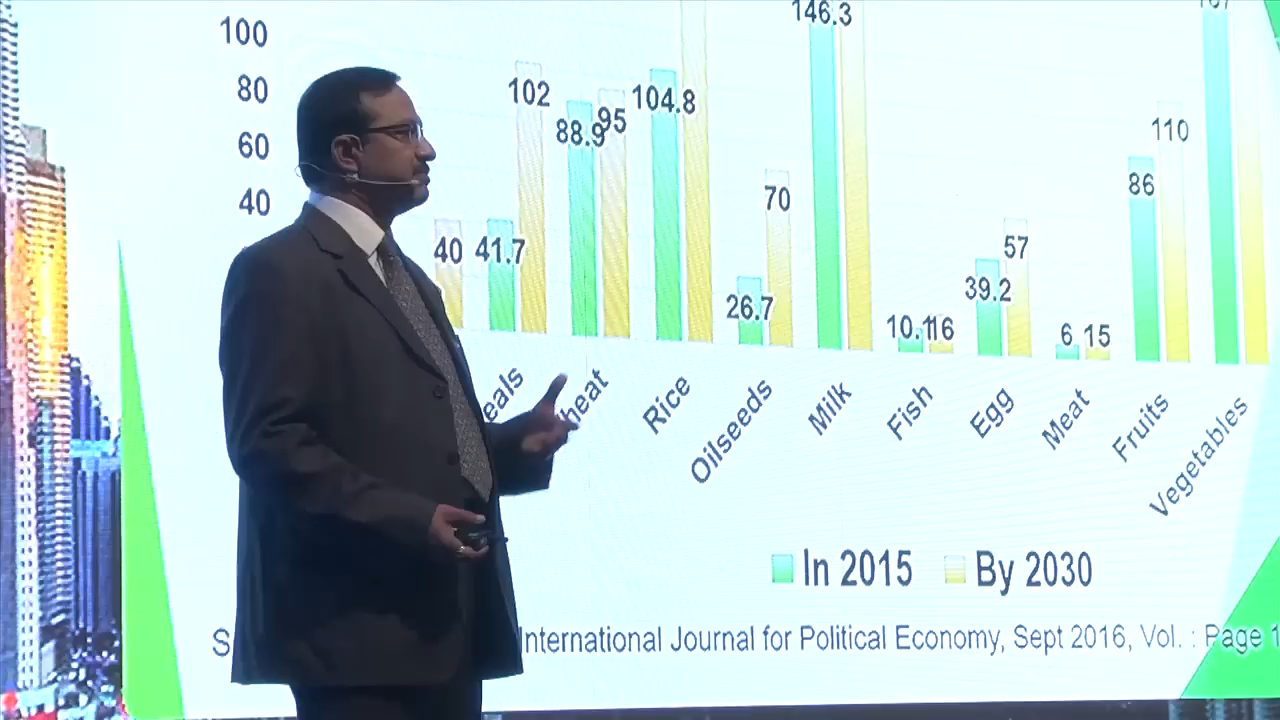 146.3
100
80
102
104.8
88.9
95
60
110
40
86
70
40
41.7
57
39.2
26.7
10.1
16
6
15
Rice
Oilseeds
Milk
Fish
Egg
Meat
Fruits
Vegetables
In 2015
By 2030
International Journal for Political Economy, Sept 2016, Vol. : Page 1